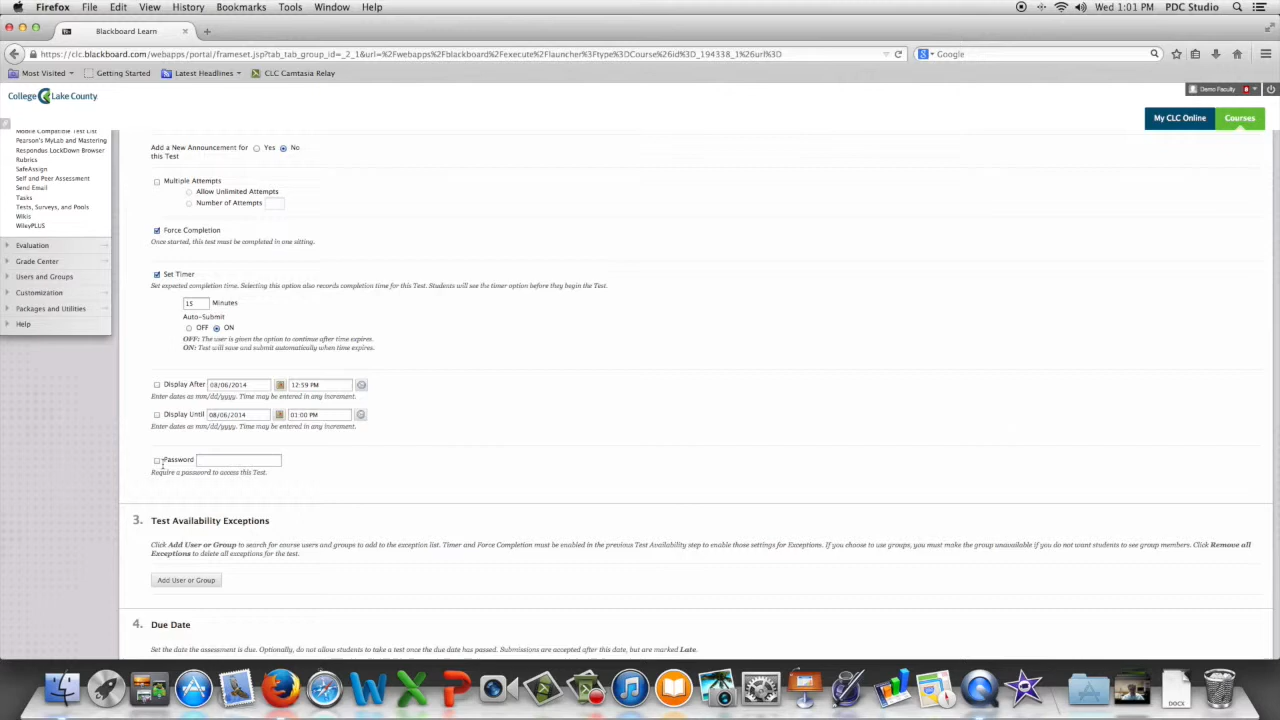 Firefox File Edit View History Bookmarks Tools Window Help Wed 1:01 PM PDC Studio
Blackboard Learn
https://clc.blackboard.com/webapps/portal/frameset.jsp?tab_tab_group_id=_2_1&url=%2Fwebapps%2Fblackboard%2Fexecute%2Flauncher%3Ftype%3DCourse%26id%3D_194338_1%26url%3D Google
Most Visited Getting Started Latest Headlines CLC Camtasia Relay
College of Lake County
Demo Faculty
My CLC Online Courses
Mobile Compatible Test List
Pearson's MyLab and Mastering
Respondus LockDown Browser
Rubrics
SafeAssign
Self and Peer Assessment
Send Email
Tasks
Tests, Surveys, and Pools
Wikis
WileyPLUS
Evaluation
Grade Center
Users and Groups
Customization
Packages and Utilities
Help
Add a New Announcement for this Test Yes No
Multiple Attempts
Allow Unlimited Attempts
Number of Attempts
Force Completion
Once started, this test must be completed in one sitting.
Set Timer
Set expected completion time. Selecting this option also records completion time for this Test. Students will see the timer option before they begin the Test.
15 Minutes
Auto-Submit
OFF ON
OFF: The user is given the option to continue after time expires.
ON: Test will save and submit automatically when time expires.
Display After 08/06/2014 12:59 PM
Enter dates as mm/dd/yyyy. Time may be entered in any increment.
Display Until 08/06/2014 01:00 PM
Enter dates as mm/dd/yyyy. Time may be entered in any increment.
Password
Require a password to access this Test.
3. Test Availability Exceptions
Click Add User or Group to search for course users and groups to add to the exception list. Timer and Force Completion must be enabled in the previous Test Availability step to enable those settings for Exceptions. If you choose to use groups, you must make the group unavailable if you do not want students to see group members. Click Remove all
Exceptions to delete all exceptions for the test.
Add User or Group
4. Due Date
Set the date the assessment is due. Optionally, do not allow students to take a test once the due date has passed. Submissions are accepted after this date, but are marked Late.
DOCX